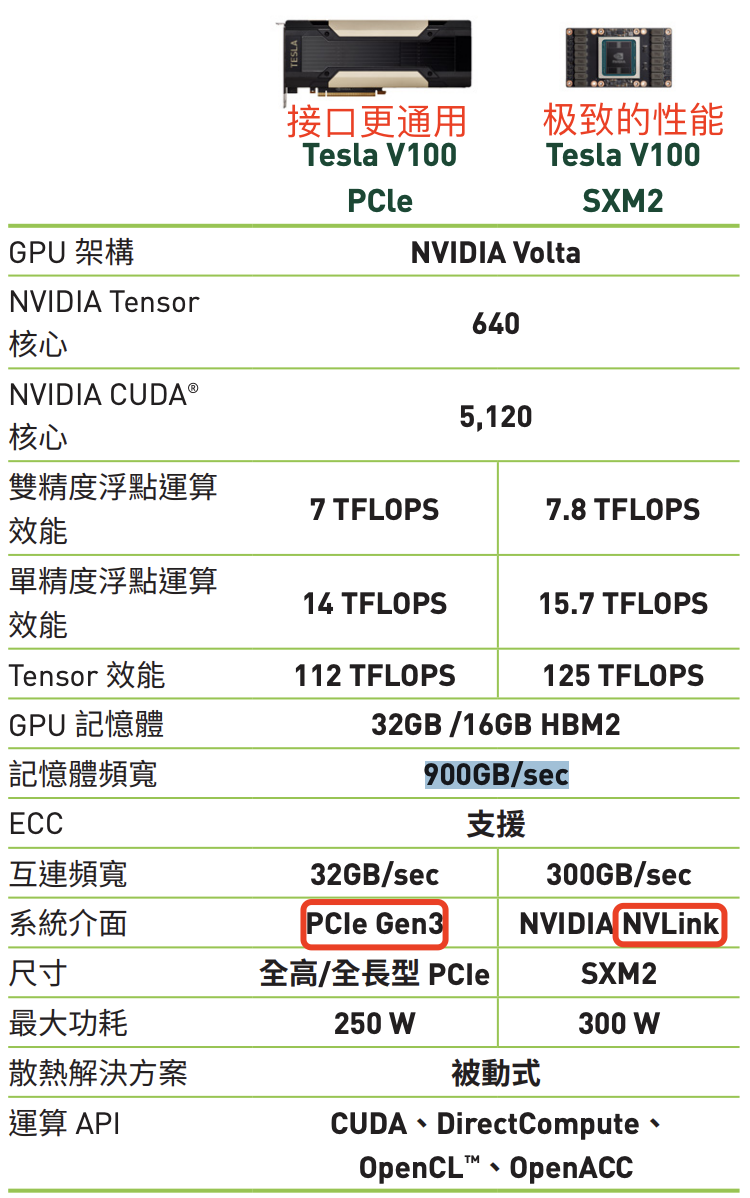 TESLA
接口更通用
极致的性能
Tesla V100
PCle
Tesla V100
SXM2
GPU 架構
NVIDIA Volta
NVIDIA Tensor
核心
640
NVIDIA CUDA®
核心
5,120
雙精度浮點運算
效能
7 TFLOPS
7.8 TFLOPS
單精度浮點運算
效能
14 TFLOPS
15.7 TFLOPS
Tensor 效能
112 TFLOPS
125 TFLOPS
GPU 記憶體
32GB /16GB HBM2
記憶體頻寬
900GB/sec
ECC
支援
互連頻寬
32GB/sec
300GB/sec
系統介面
PCIe Gen3
NVIDIA NVLink
尺寸
全高/全長型 PCIe
SXM2
最大功耗
250 W
300 W
散熱解決方案
被動式
運算 API
CUDA、DirectCompute、
OpenCL™、OpenACC